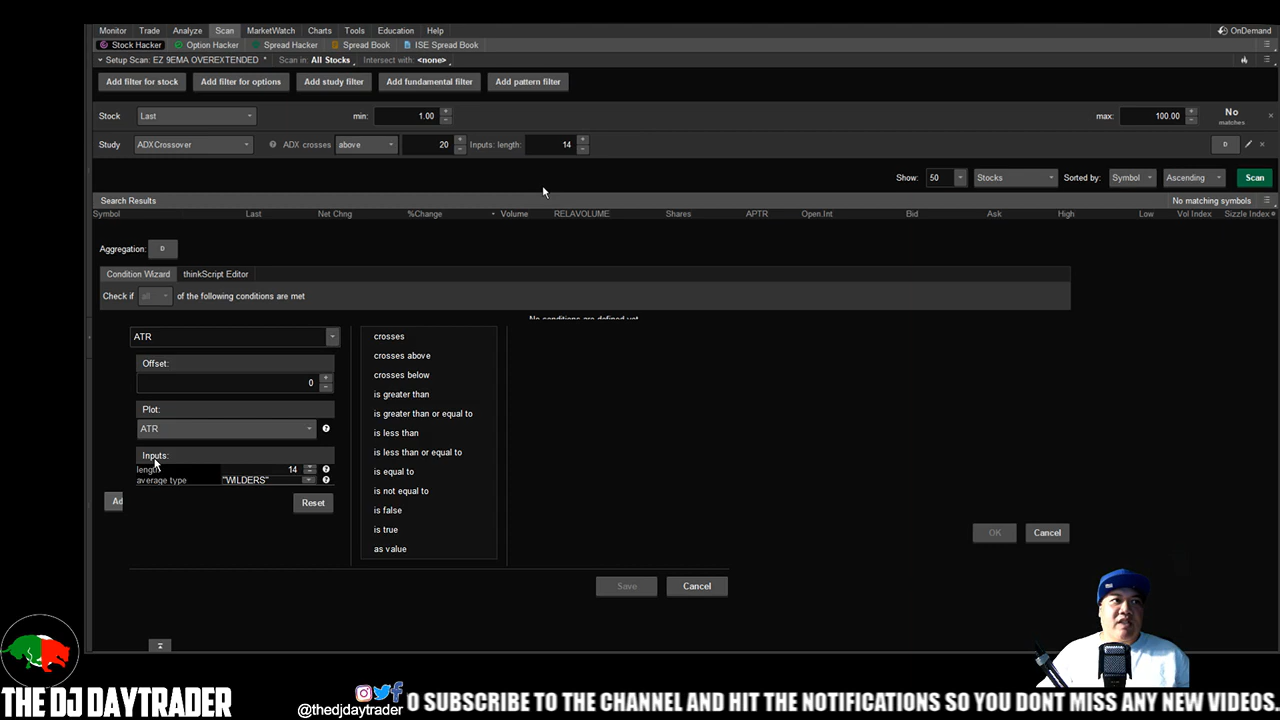 Monitor Trade Analyze Scan MarketWatch Charts Tools Education Help OnDemand
Stock Hacker Option Hacker Spread Hacker Spread Book ISE Spread Book
Setup Scan: EZ 9EMA OVEREXTENDED * Scan in: All Stocks Intersect with: <none>
Add filter for stock Add filter for options Add study filter Add fundamental filter Add pattern filter
Stock Last min: 1.00 max: 100.00 No matches
Study ADXCrossover ADX crosses above 20 Inputs: length: 14 D
Show: 50 Stocks Sorted by: Symbol Ascending Scan
Search Results No matching symbols
Symbol Last Net Chng %Change Volume RELAVOLUME Shares APTR Open.Int Bid Ask High Low Vol Index Sizzle Index
Aggregation: D
Condition Wizard thinkScript Editor
Check if all of the following conditions are met
No conditions are defined yet
ATR
Offset:
0
Plot:
ATR
Inputs:
length 14
average type "WILDERS"
Ad
Reset
crosses
crosses above
crosses below
is greater than
is greater than or equal to
is less than
is less than or equal to
is equal to
is not equal to
is false
is true
as value
OK Cancel
Save Cancel
THE DJ DAYTRADER
@thedjdaytrader
O SUBSCRIBE TO THE CHANNEL AND HIT THE NOTIFICATIONS SO YOU DONT MISS ANY NEW VIDEOS.